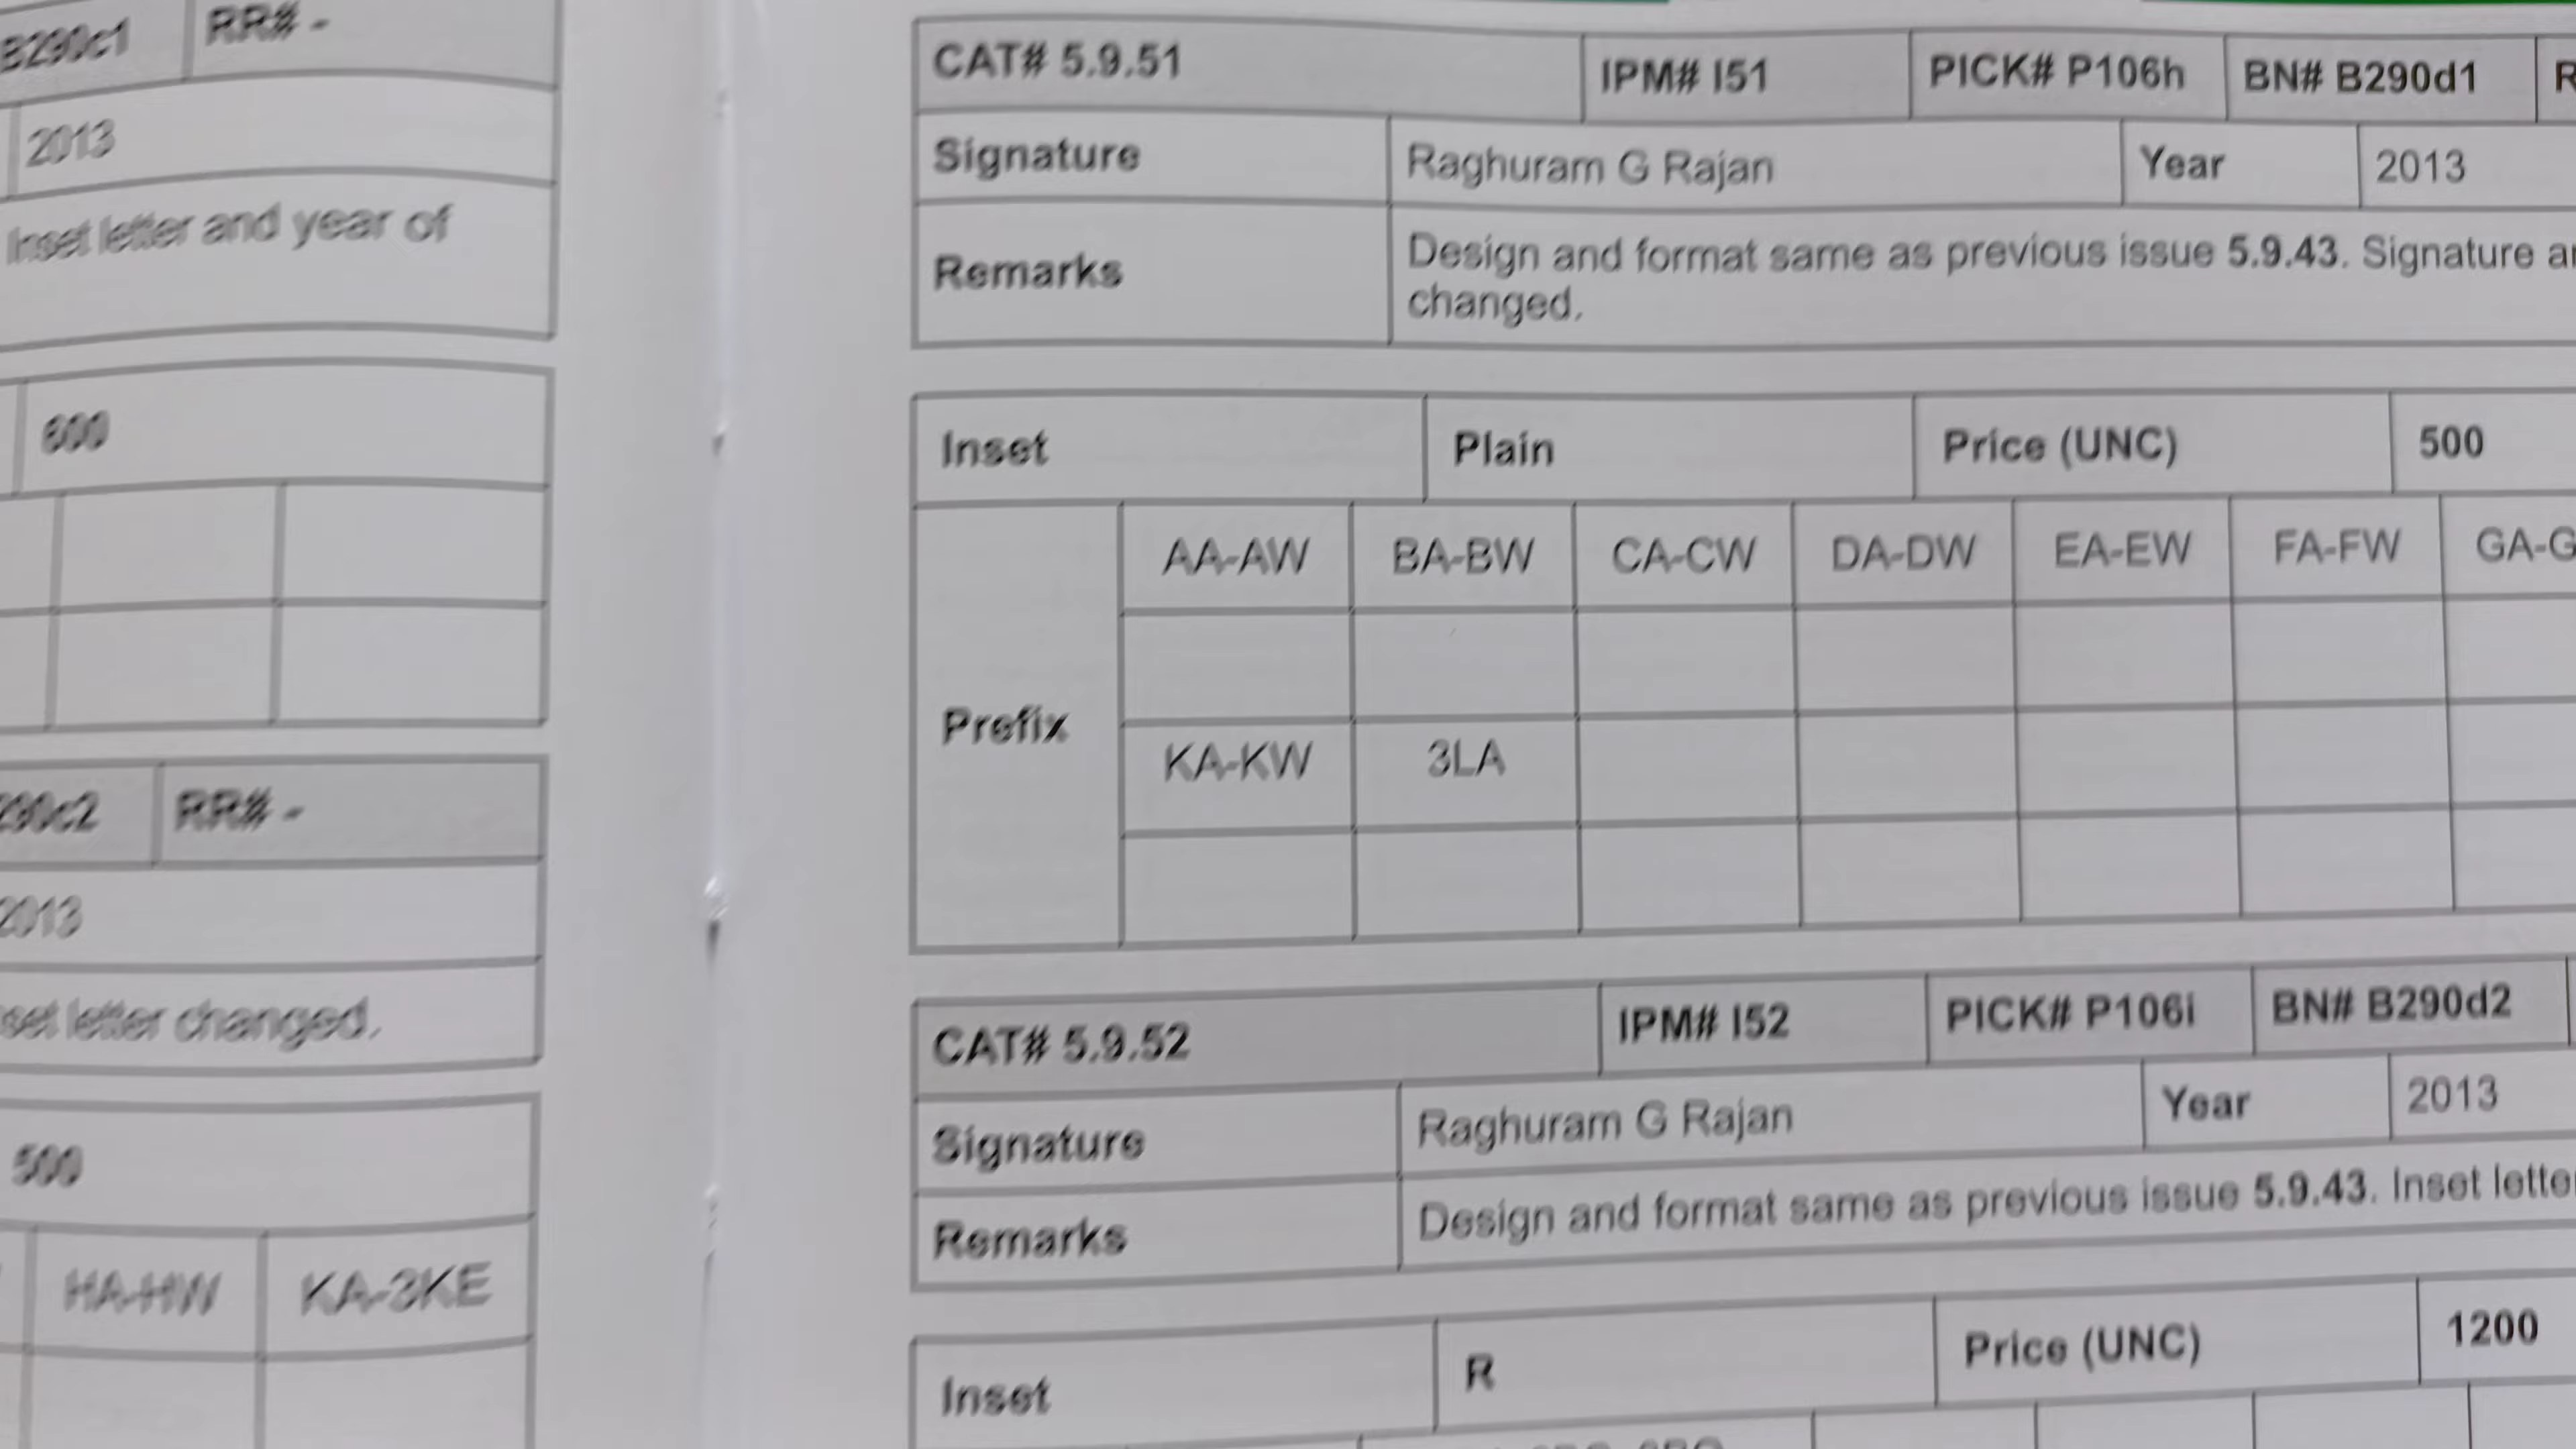 B290c1 RR# -
2013
Inset letter and year of
600
RR# -
2013
letter changed.
500
HA-HW KA-3KE
CAT# 5.9.51 IPM# I51 PICK# P106h BN# B290d1
Signature Raghuram G Rajan Year 2013
Remarks Design and format same as previous issue 5.9.43. Signature
changed.
Inset Plain Price (UNC) 500
Prefix
AA-AW BA-BW CA-CW DA-DW EA-EW FA-FW
KA-KW 3LA
CAT# 5.9.52 IPM# I52 PICK# P106i BN# B290d2
Signature Raghuram G Rajan Year 2013
Remarks Design and format same as previous issue 5.9.43. Inset
Inset R Price (UNC) 1200